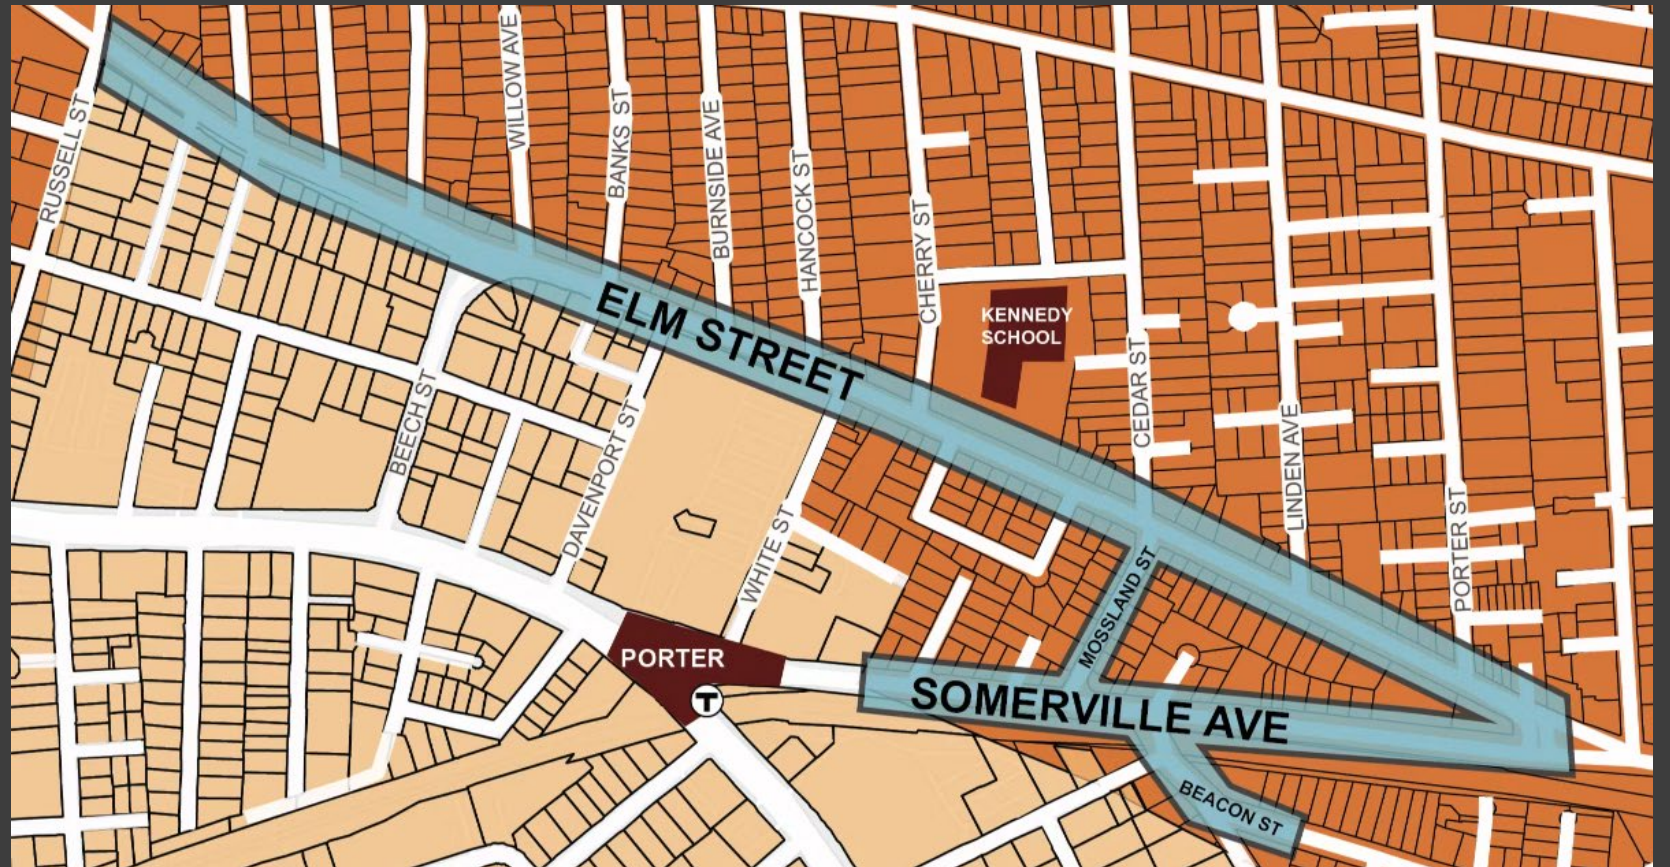 WILLOW AVE
BANKS ST
BURNSIDE AVE
HANCOCK ST
RUSSELL ST
CHERRY ST
ELM STREET
KENNEDY
SCHOOL
CEDAR ST
BEECH ST
DAVENPORT ST
LINDEN AVE
WHITE ST
PORTER ST
MOSSLAND ST
PORTER
T
SOMERVILLE AVE
BEACON ST